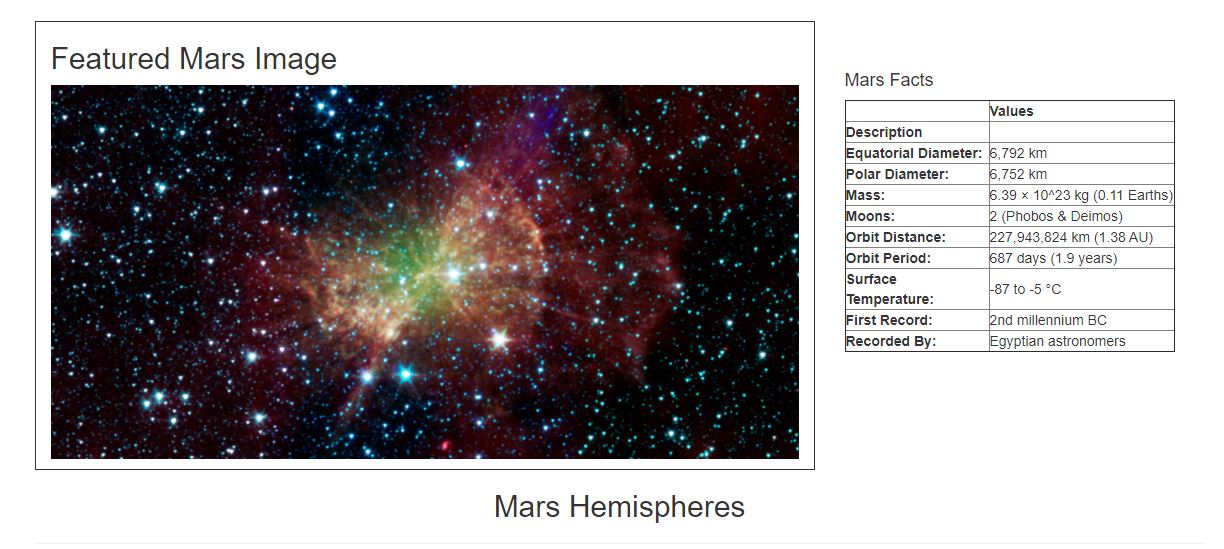 Featured Mars Image
Mars Facts
Values
Description
Equatorial Diameter: 6,792 km
Polar Diameter: 6,752 km
Mass: 6.39 × 10^23 kg (0.11 Earths)
Moons: 2 (Phobos & Deimos)
Orbit Distance: 227,943,824 km (1.38 AU)
Orbit Period: 687 days (1.9 years)
Surface
Temperature: -87 to -5 °C
First Record: 2nd millennium BC
Recorded By: Egyptian astronomers
Mars Hemispheres